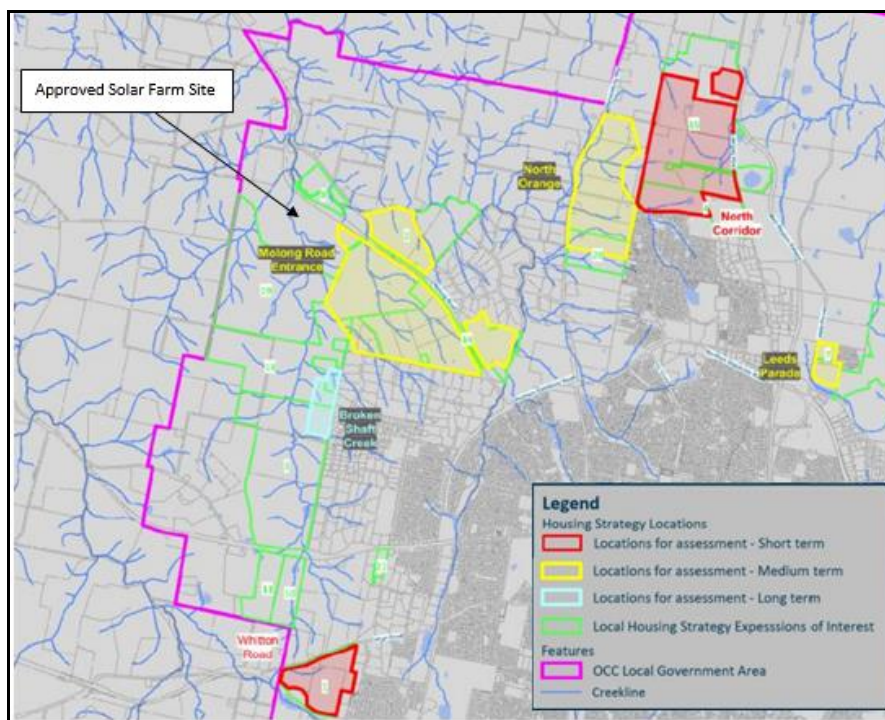 Approved Solar Farm Site
North
Orange
North
Corridor
Molong Road
Entrance
Leeds
Parade
Broken
Shaft
Creek
Whitton
Road
Legend
Housing Strategy Locations
Locations for assessment - Short term
Locations for assessment - Medium term
Locations for assessment - Long term
Local Housing Strategy Expessions of Interest
Features
OCC Local Government Area
Creekline